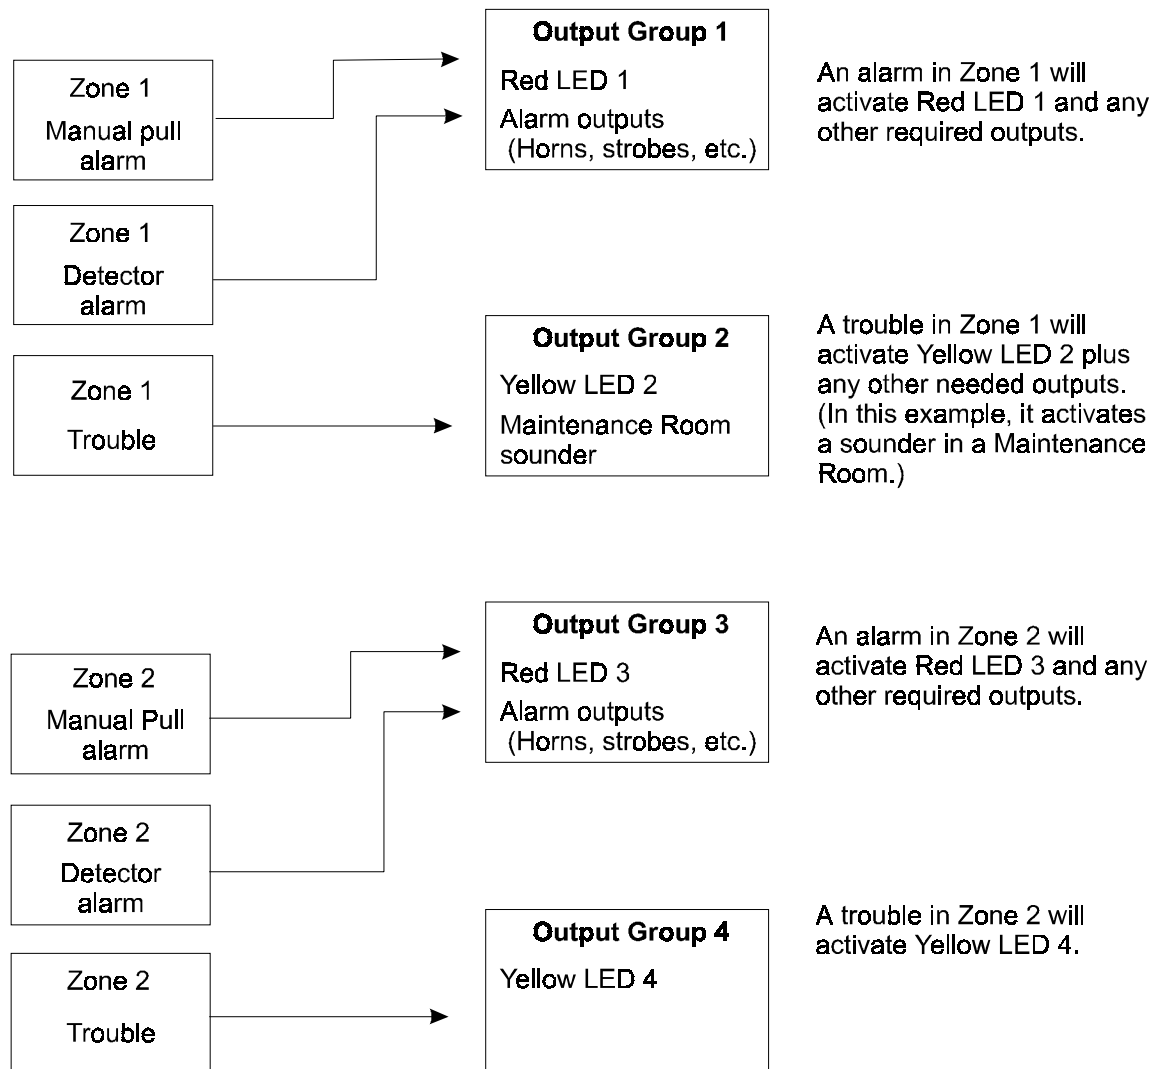 Zone 1
Manual pull
alarm
Output Group 1
Red LED 1
Alarm outputs
(Horns, strobes, etc.)
An alarm in Zone 1 will
activate Red LED 1 and any
other required outputs.
Zone 1
Detector
alarm
Zone 1
Trouble
Output Group 2
Yellow LED 2
Maintenance Room
sounder
A trouble in Zone 1 will
activate Yellow LED 2 plus
any other needed outputs.
(In this example, it activates
a sounder in a Maintenance
Room.)
Zone 2
Manual Pull
alarm
Output Group 3
Red LED 3
Alarm outputs
(Horns, strobes, etc.)
An alarm in Zone 2 will
activate Red LED 3 and any
other required outputs.
Zone 2
Detector
alarm
Zone 2
Trouble
Output Group 4
Yellow LED 4
A trouble in Zone 2 will
activate Yellow LED 4.